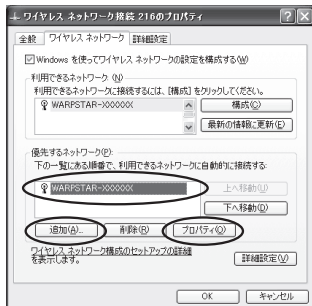 ワイヤレス ネットワーク接続 216のプロパティ
全般 ワイヤレス ネットワーク 詳細設定
Windows を使ってワイヤレス ネットワークの設定を構成する(W)
利用できるネットワーク (N)
利用できるネットワークに接続するには、[構成] をクリックしてください。
WARPSTAR-XXXXXX
構成(C)
最新の情報に更新(E)
優先するネットワーク(P):
下の一覧にある順番で、利用できるネットワークに自動的に接続する:
WARPSTAR-XXXXXX
上へ移動(U)
下へ移動(D)
追加(A)... 削除(R) プロパティ(O)
ワイヤレス ネットワーク構成のセットアップの詳細
を表示します。
詳細設定(V)
OK キャンセル